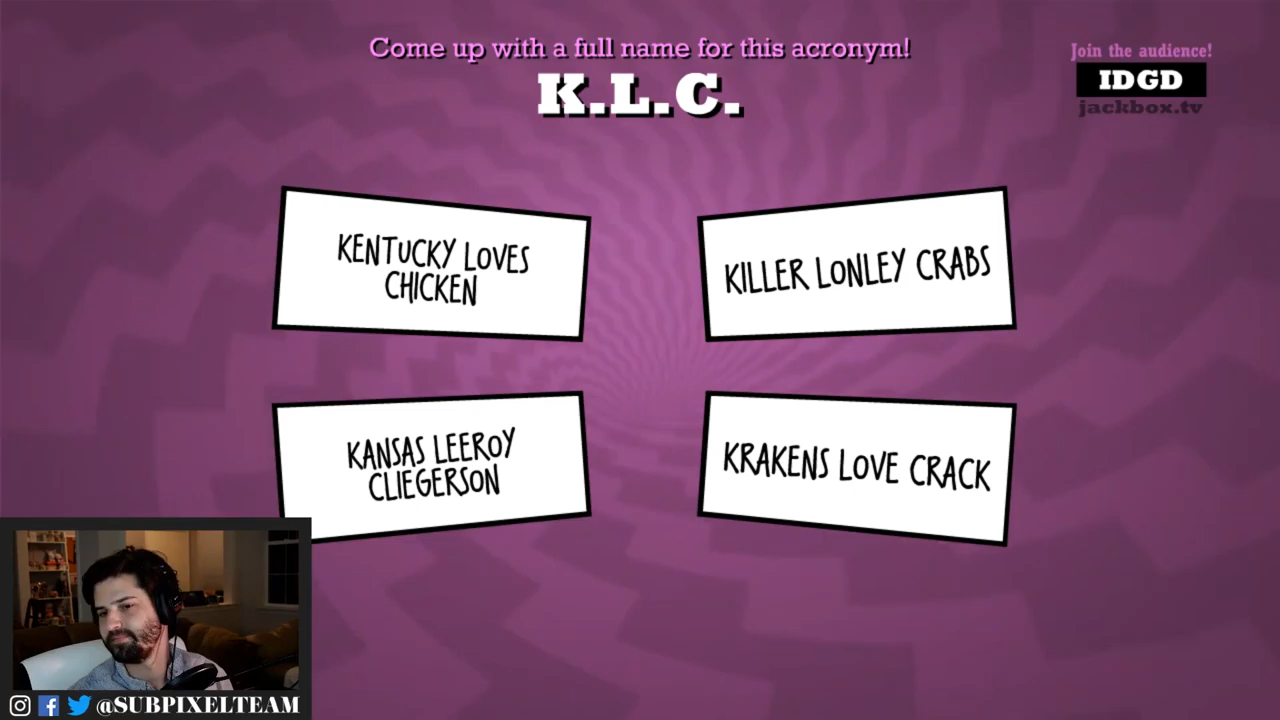 Come up with a full name for this acronym!
K.L.C.
Join the audience!
IDGD
jackbox.tv
KENTUCKY LOVES
CHICKEN
KILLER LONLEY CRABS
KANSAS LEEROY
CLIEGERSON
KRAKENS LOVE CRACK
@SUBPIXELTEAM